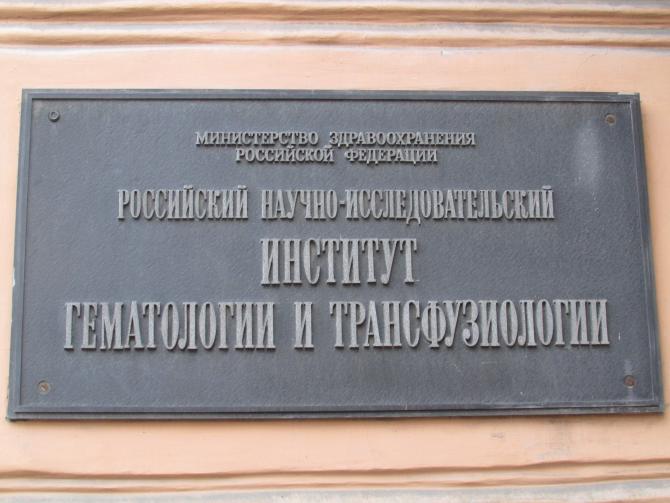 МИНИСТЕРСТВО ЗДРАВООХРАНЕНИЯ
РОССИЙСКОЙ ФЕДЕРАЦИИ
РОССИЙСКИЙ НАУЧНО-ИССЛЕДОВАТЕЛЬСКИЙ
ИНСТИТУТ
ГЕМАТОЛОГИИ И ТРАНСФУЗИОЛОГИИ